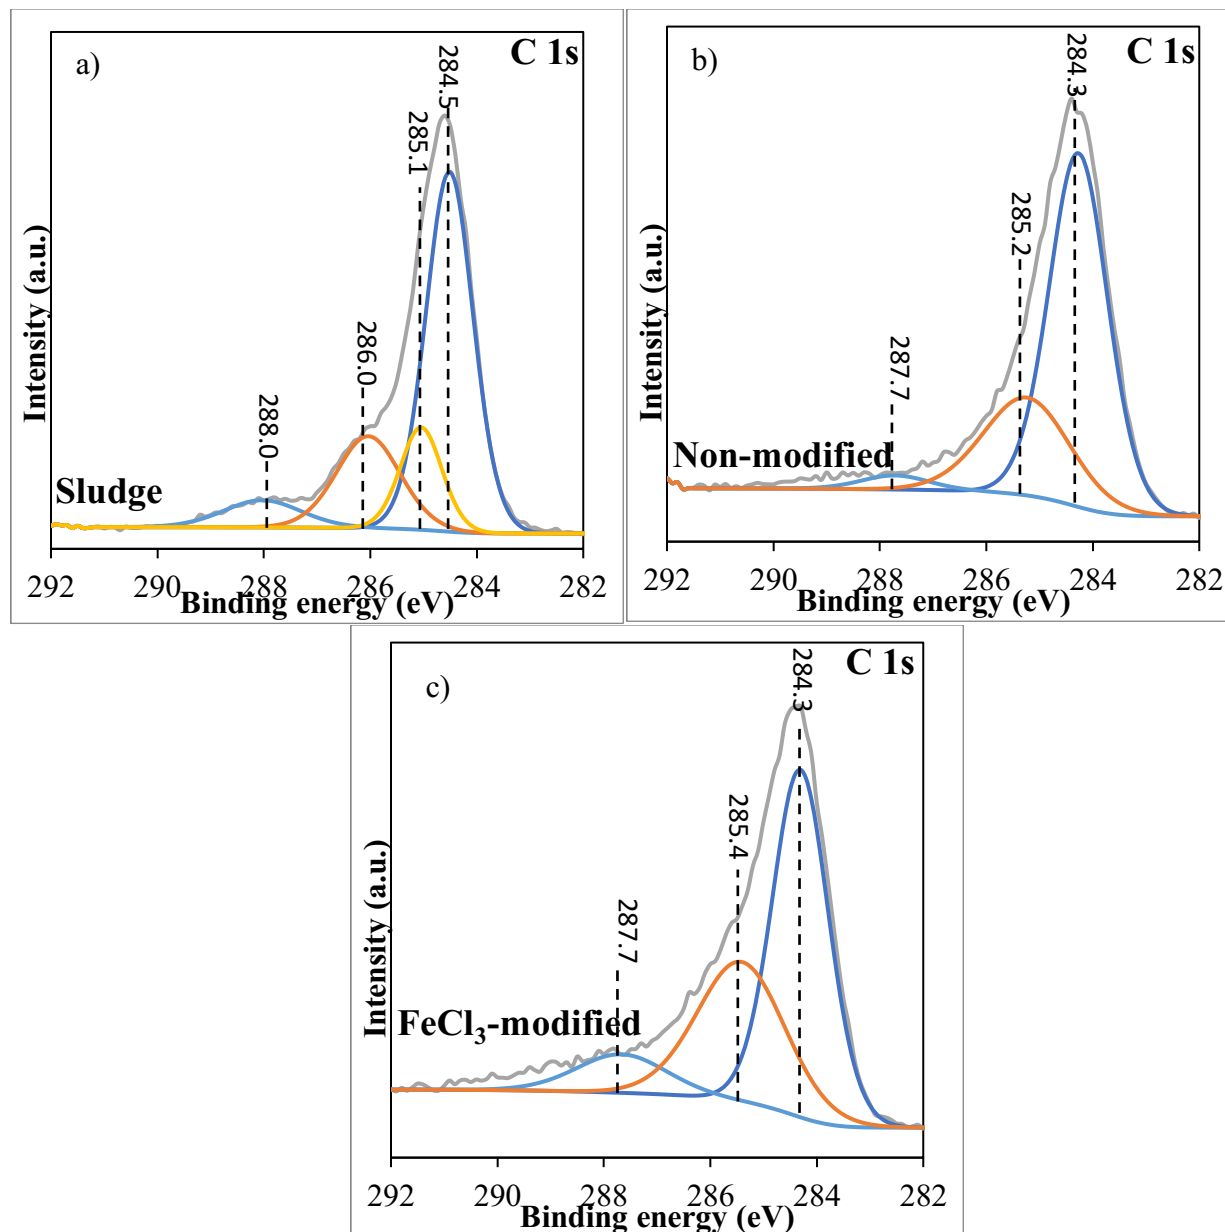 a)
C 1s
284.5
285.1
286.0
288.0
Sludge
Intensity (a.u.)
292 290 288 286 284 282
Binding energy (eV)
b)
C 1s
284.3
285.2
287.7
Non-modified
Intensity (a.u.)
292 290 288 286 284 282
Binding energy (eV)
c)
C 1s
284.3
285.4
287.7
FeCl₃-modified
Intensity (a.u.)
292 290 288 286 284 282
Binding energy (eV)